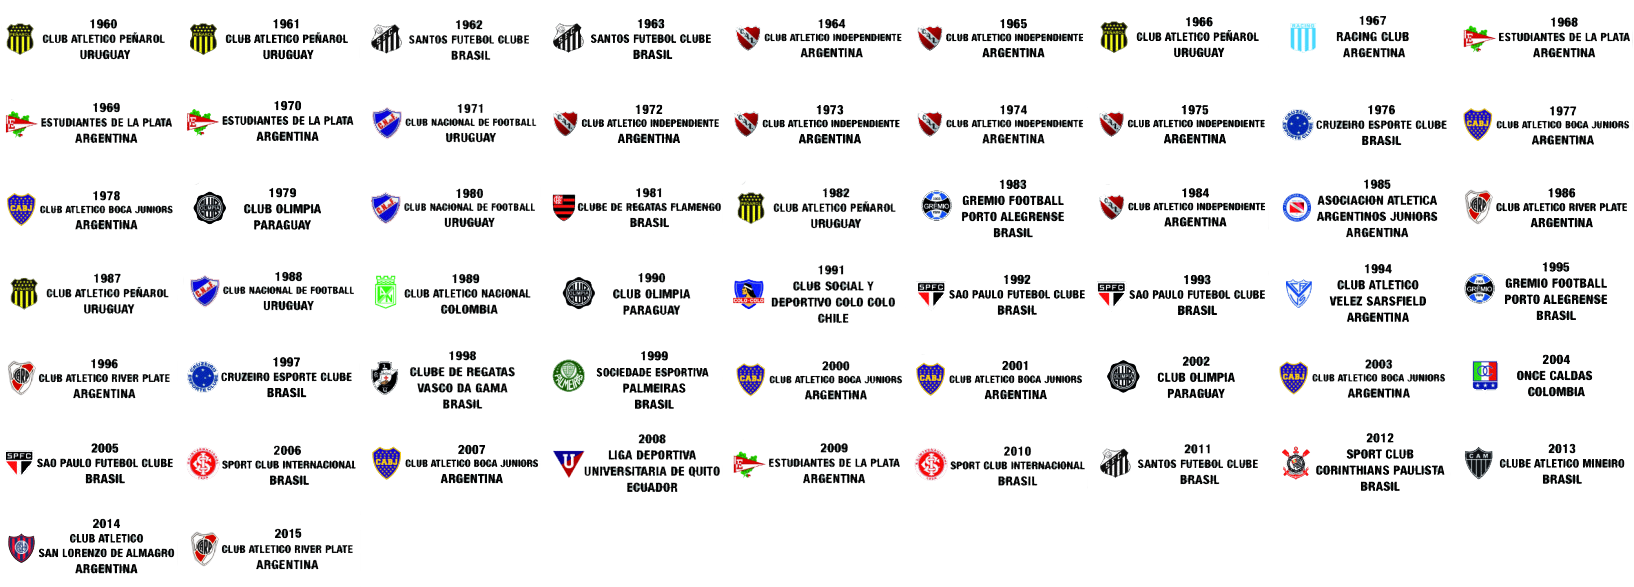 1960
CLUB ATLETICO PEÑAROL
URUGUAY
1961
CLUB ATLETICO PEÑAROL
URUGUAY
1962
SANTOS FUTEBOL CLUBE
BRASIL
1963
SANTOS FUTEBOL CLUBE
BRASIL
1964
CLUB ATLETICO INDEPENDIENTE
ARGENTINA
1965
CLUB ATLETICO INDEPENDIENTE
ARGENTINA
1966
CLUB ATLETICO PEÑAROL
URUGUAY
RACING
1967
RACING CLUB
ARGENTINA
1968
ESTUDIANTES DE LA PLATA
ARGENTINA
1969
ESTUDIANTES DE LA PLATA
ARGENTINA
1970
ESTUDIANTES DE LA PLATA
ARGENTINA
1971
CLUB NACIONAL DE FOOTBALL
URUGUAY
1972
CLUB ATLETICO INDEPENDIENTE
ARGENTINA
1973
CLUB ATLETICO INDEPENDIENTE
ARGENTINA
1974
CLUB ATLETICO INDEPENDIENTE
ARGENTINA
1975
CLUB ATLETICO INDEPENDIENTE
ARGENTINA
1976
CRUZEIRO ESPORTE CLUBE
BRASIL
CABJ
1977
CLUB ATLETICO BOCA JUNIORS
ARGENTINA
CABJ
1978
CLUB ATLETICO BOCA JUNIORS
ARGENTINA
1979
CLUB OLIMPIA
PARAGUAY
1980
CLUB NACIONAL DE FOOTBALL
URUGUAY
1981
CLUBE DE REGATAS FLAMENGO
BRASIL
1982
CLUB ATLETICO PEÑAROL
URUGUAY
GREMIO
1983
GREMIO FOOTBALL
PORTO ALEGRENSE
BRASIL
1984
CLUB ATLETICO INDEPENDIENTE
ARGENTINA
1985
ASOCIACION ATLETICA
ARGENTINOS JUNIORS
ARGENTINA
1986
CLUB ATLETICO RIVER PLATE
ARGENTINA
1987
CLUB ATLETICO PEÑAROL
URUGUAY
1988
CLUB NACIONAL DE FOOTBALL
URUGUAY
1989
CLUB ATLETICO NACIONAL
COLOMBIA
1990
CLUB OLIMPIA
PARAGUAY
COLO-COLO
1991
CLUB SOCIAL Y
DEPORTIVO COLO COLO
CHILE
SPFC
1992
SAO PAULO FUTEBOL CLUBE
BRASIL
SPFC
1993
SAO PAULO FUTEBOL CLUBE
BRASIL
1994
CLUB ATLETICO
VELEZ SARSFIELD
ARGENTINA
GREMIO
1995
GREMIO FOOTBALL
PORTO ALEGRENSE
BRASIL
1996
CLUB ATLETICO RIVER PLATE
ARGENTINA
1997
CRUZEIRO ESPORTE CLUBE
BRASIL
1998
CLUBE DE REGATAS
VASCO DA GAMA
BRASIL
PALMEIRAS
1999
SOCIEDADE ESPORTIVA
PALMEIRAS
BRASIL
CABJ
2000
CLUB ATLETICO BOCA JUNIORS
ARGENTINA
CABJ
2001
CLUB ATLETICO BOCA JUNIORS
ARGENTINA
2002
CLUB OLIMPIA
PARAGUAY
CABJ
2003
CLUB ATLETICO BOCA JUNIORS
ARGENTINA
2004
ONCE CALDAS
COLOMBIA
SPFC
2005
SAO PAULO FUTEBOL CLUBE
BRASIL
2006
SPORT CLUB INTERNACIONAL
BRASIL
CABJ
2007
CLUB ATLETICO BOCA JUNIORS
ARGENTINA
U
2008
LIGA DEPORTIVA
UNIVERSITARIA DE QUITO
ECUADOR
2009
ESTUDIANTES DE LA PLATA
ARGENTINA
2010
SPORT CLUB INTERNACIONAL
BRASIL
2011
SANTOS FUTEBOL CLUBE
BRASIL
2012
SPORT CLUB
CORINTHIANS PAULISTA
BRASIL
CAM
2013
CLUBE ATLETICO MINEIRO
BRASIL
2014
CLUB ATLETICO
SAN LORENZO DE ALMAGRO
ARGENTINA
2015
CLUB ATLETICO RIVER PLATE
ARGENTINA